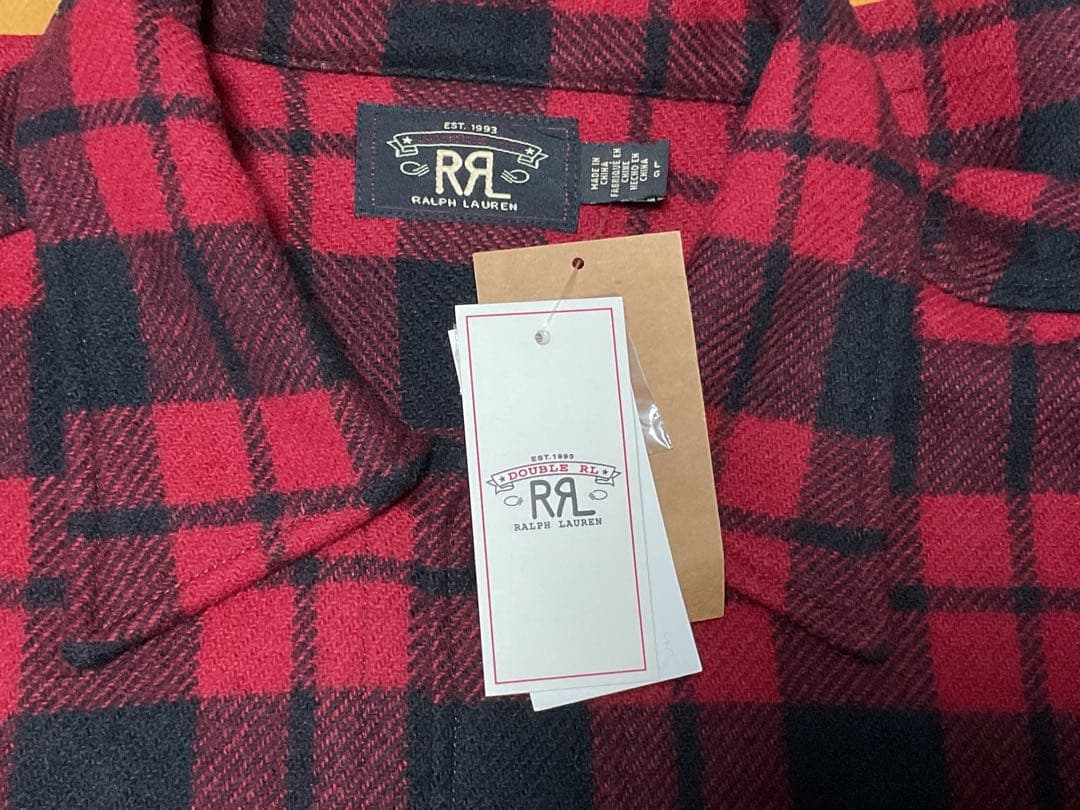 EST. 1993
RRL
RALPH LAUREN
MADE IN
CHINA
FABRIQUÉ EN
CHINE
HECHO EN
CHINA
EST. 1993
DOUBLE RL
RRL
RALPH LAUREN